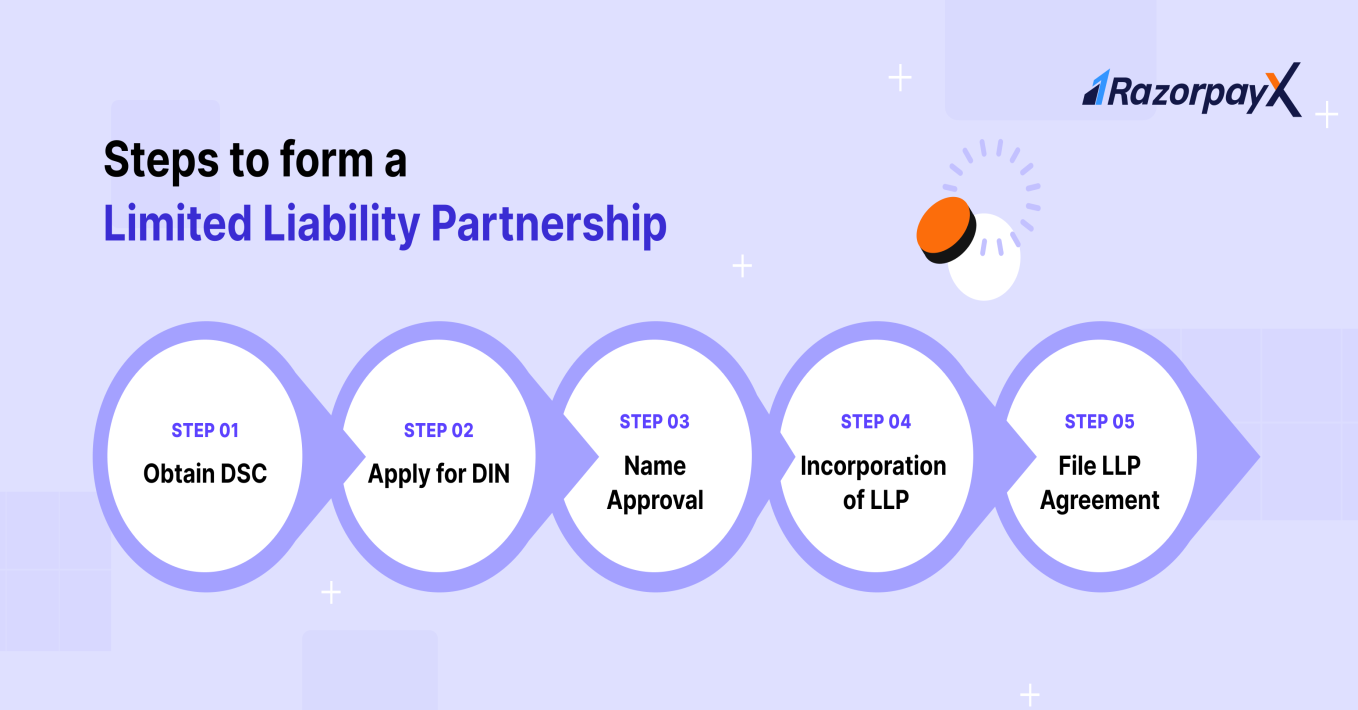 RazorpayX
Steps to form a
Limited Liability Partnership
STEP 01
Obtain DSC
STEP 02
Apply for DIN
STEP 03
Name
Approval
STEP 04
Incorporation
of LLP
STEP 05
File LLP
Agreement